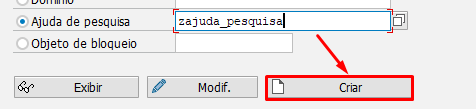 Domínio
Ajuda de pesquisa zajuda_pesquisa
Objeto de bloqueio
Exibir Modif. Criar